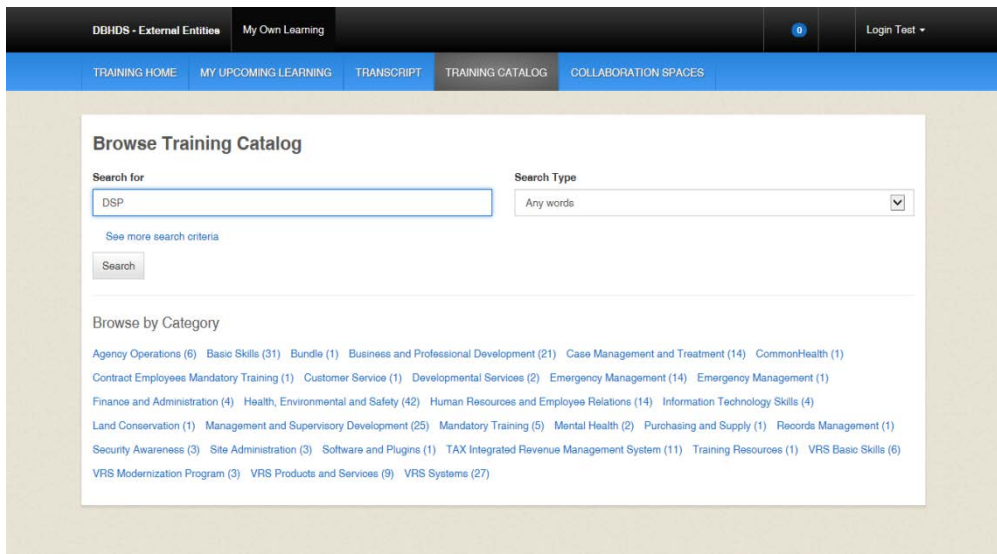 DBHDS - External Entities My Own Learning 0 Login Test
TRAINING HOME MY UPCOMING LEARNING TRANSCRIPT TRAINING CATALOG COLLABORATION SPACES
Browse Training Catalog
Search for Search Type
DSP Any words
See more search criteria
Search
Browse by Category
Agency Operations (6) Basic Skills (31) Bundle (1) Business and Professional Development (21) Case Management and Treatment (14) CommonHealth (1)
Contract Employees Mandatory Training (1) Customer Service (1) Developmental Services (2) Emergency Management (14) Emergency Management (1)
Finance and Administration (4) Health, Environmental and Safety (42) Human Resources and Employee Relations (14) Information Technology Skills (4)
Land Conservation (1) Management and Supervisory Development (25) Mandatory Training (5) Mental Health (2) Purchasing and Supply (1) Records Management (1)
Security Awareness (3) Site Administration (3) Software and Plugins (1) TAX Integrated Revenue Management System (11) Training Resources (1) VRS Basic Skills (6)
VRS Modernization Program (3) VRS Products and Services (9) VRS Systems (27)